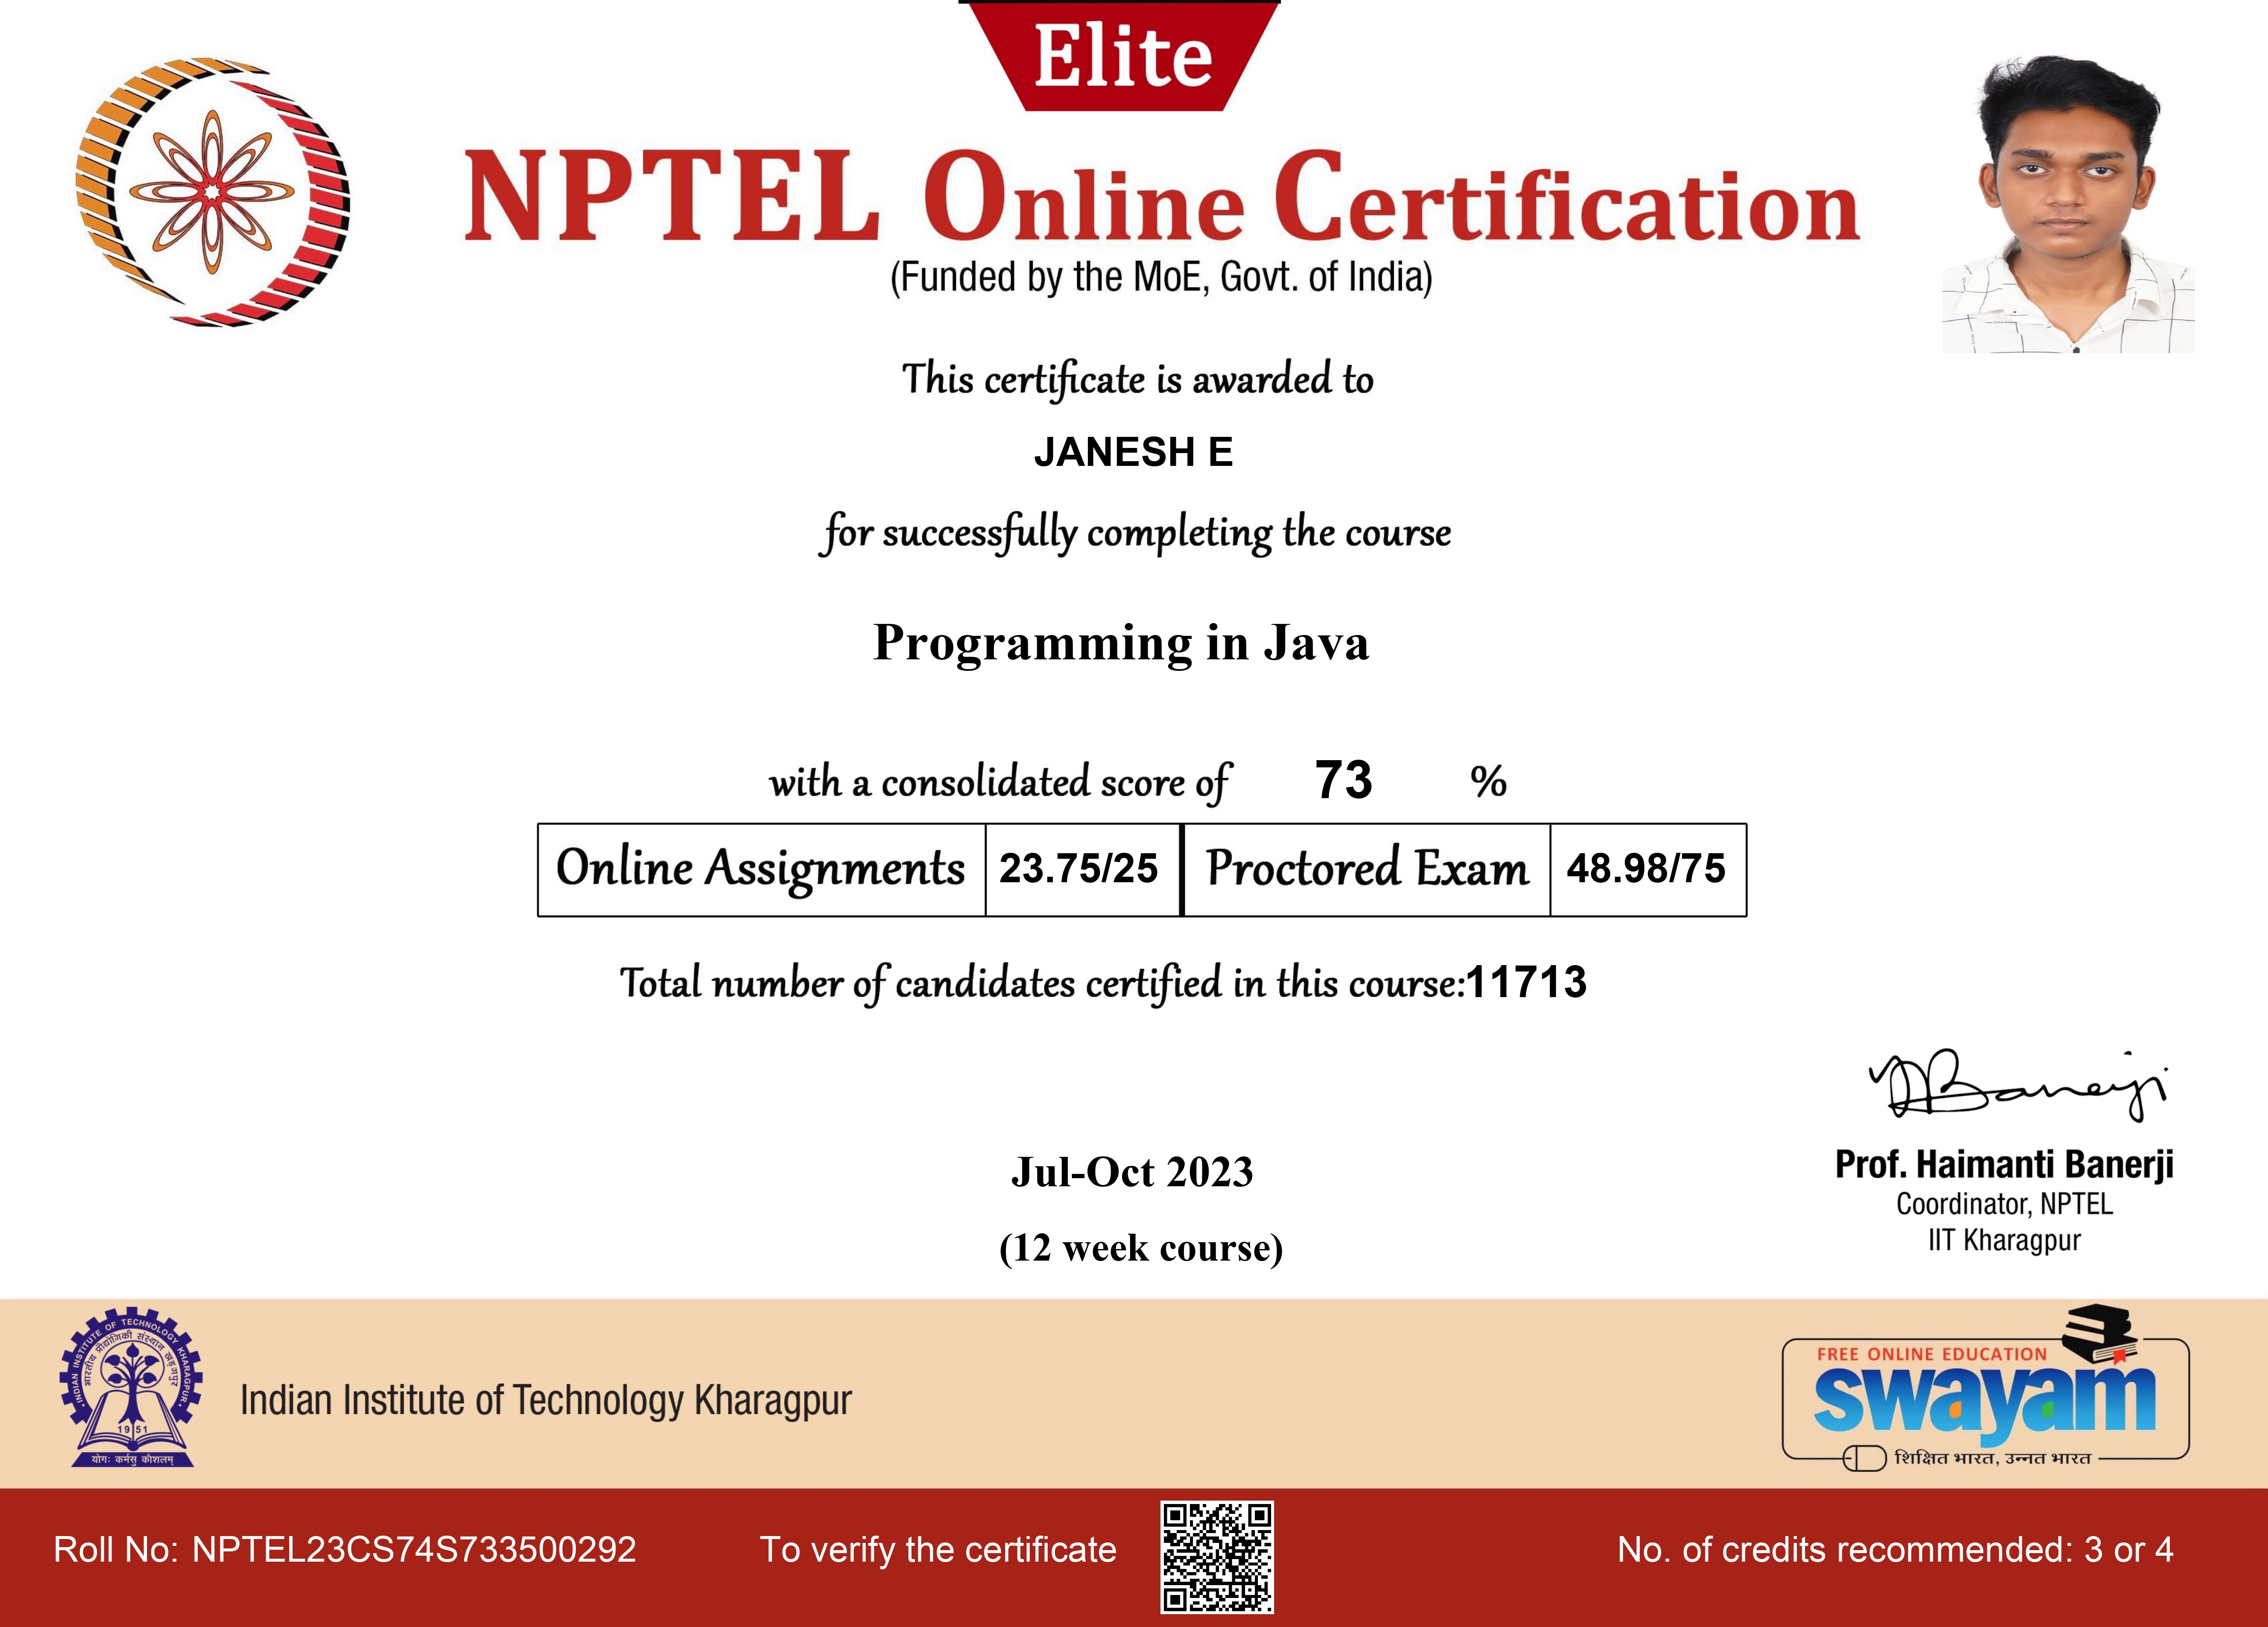 Elite
NPTEL Online Certification
(Funded by the MoE, Govt. of India)
This certificate is awarded to
JANESH E
for successfully completing the course
Programming in Java
with a consolidated score of 73 %
Online Assignments 23.75/25 Proctored Exam 48.98/75
Total number of candidates certified in this course:11713
Banerji
Prof. Haimanti Banerji
Coordinator, NPTEL
IIT Kharagpur
Jul-Oct 2023
(12 week course)
INDIAN INSTITUTE OF TECHNOLOGY KHARAGPUR
भारतीय प्रौद्योगिकी संस्थान खड़गपुर
1951
योगः कर्मसु कौशलम्
Indian Institute of Technology Kharagpur
FREE ONLINE EDUCATION
swayam
शिक्षित भारत, उन्नत भारत
Roll No: NPTEL23CS74S733500292
To verify the certificate
No. of credits recommended: 3 or 4